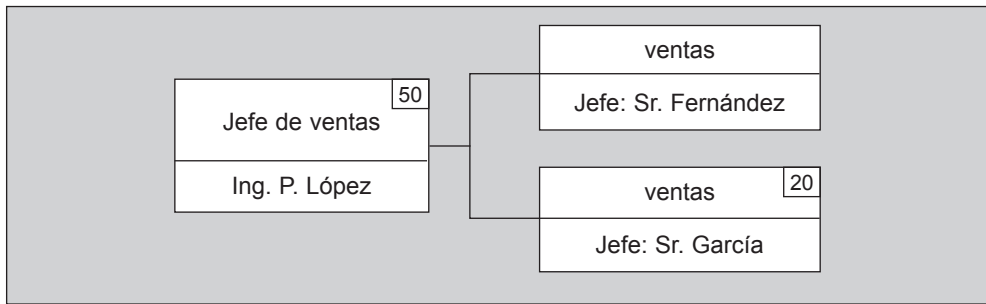 50
Jefe de ventas
Ing. P. López
ventas
Jefe: Sr. Fernández
ventas
20
Jefe: Sr. García